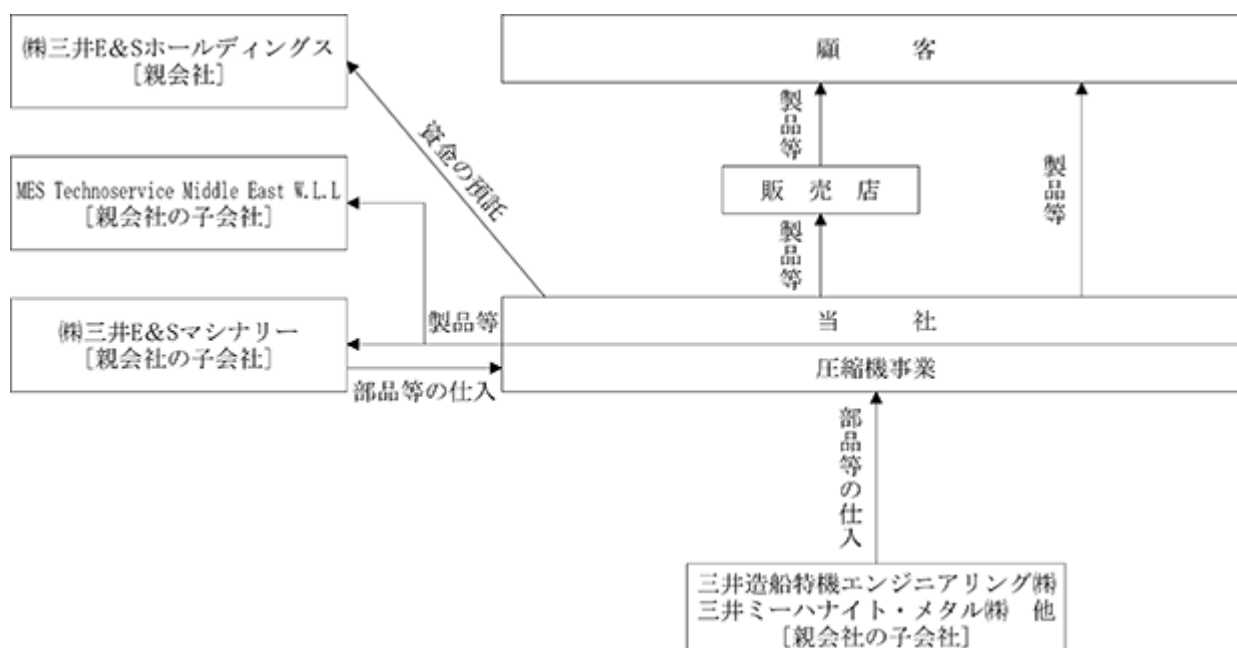 ㈱三井E&Sホールディングス
[親会社]
顧　　客
製品等
資金の預託
製品等
MES Technoservice Middle East W.L.L
[親会社の子会社]
販 売 店
製品等
㈱三井E&Sマシナリー
[親会社の子会社]
製品等
当　　社
圧縮機事業
部品等の仕入
部品等の仕入
三井造船特機エンジニアリング㈱
三井ミーハナイト・メタル㈱　他
[親会社の子会社]